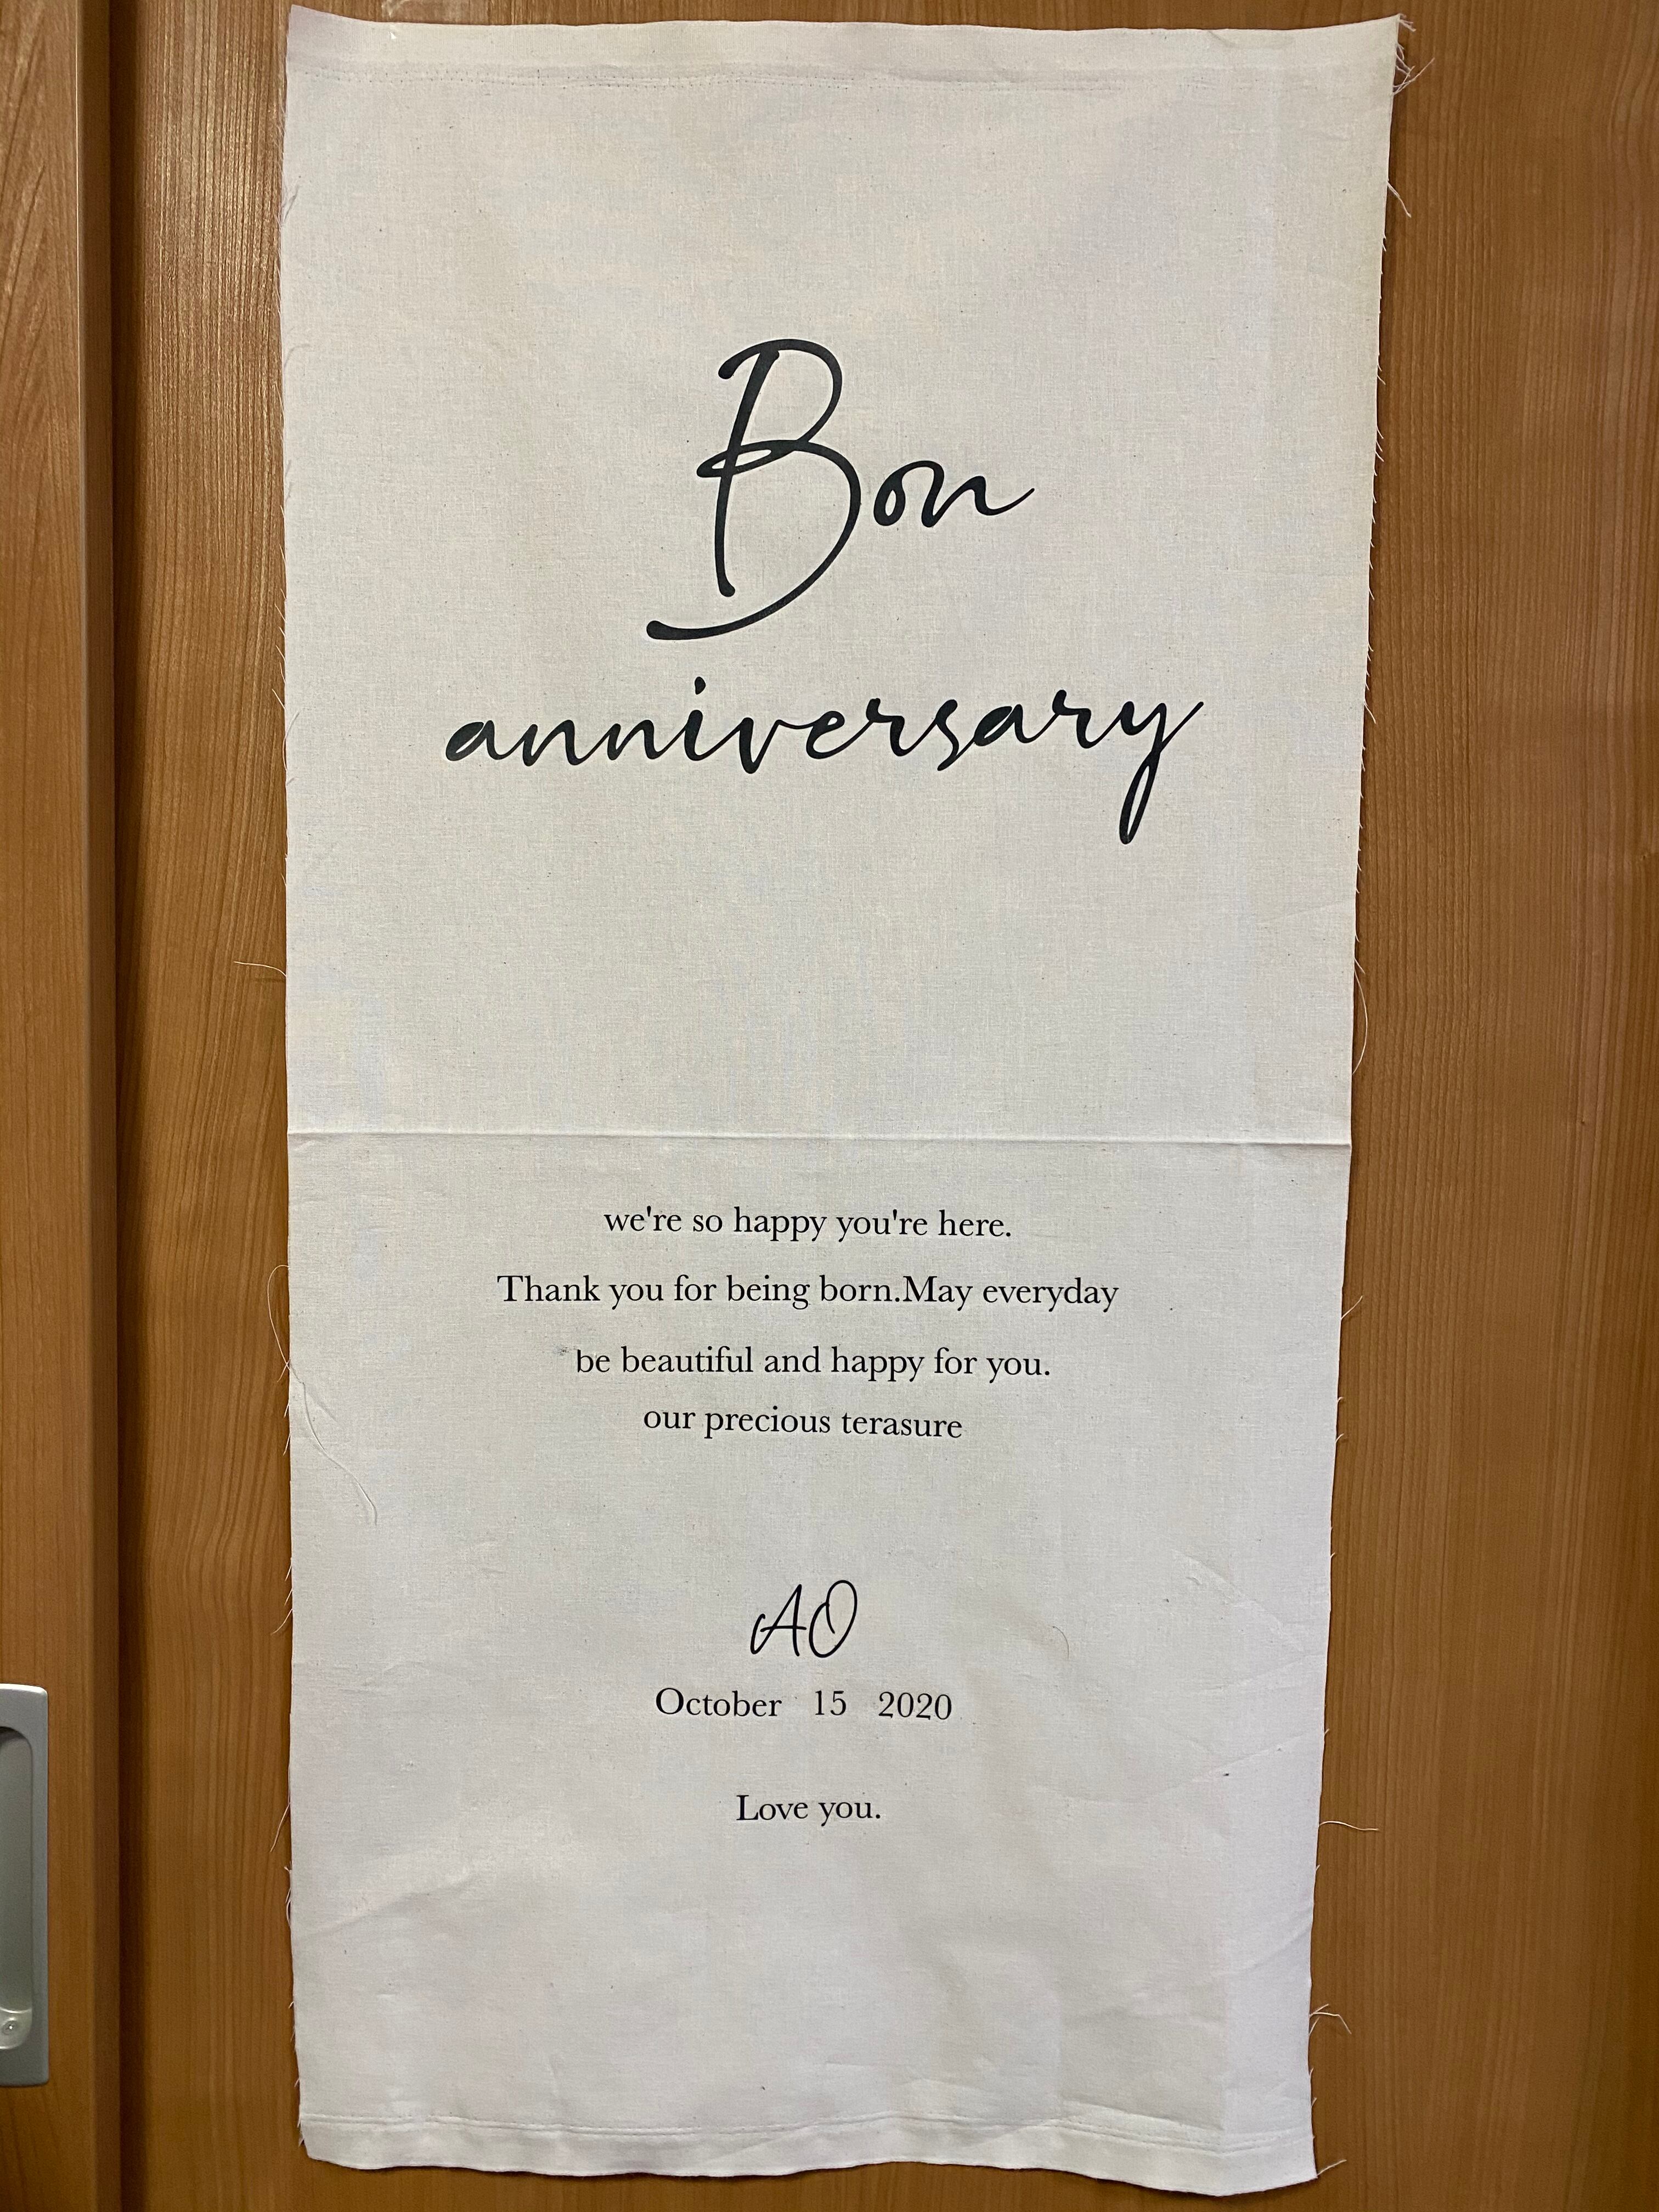 Bon
anniversary
we're so happy you're here.
Thank you for being born.May everyday
be beautiful and happy for you.
our precious terasure
AO
October 15 2020
Love you.